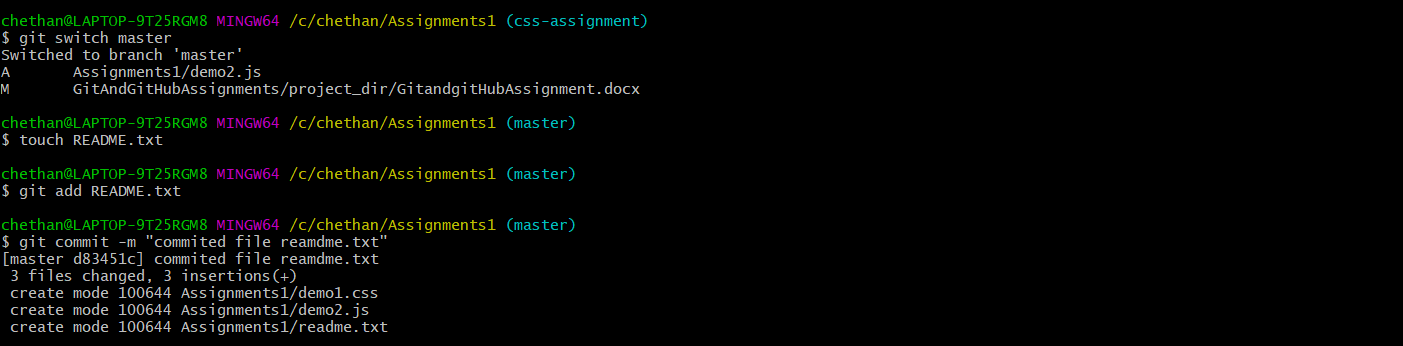 chethan@LAPTOP-9T25RGM8 MINGW64 /c/chethan/Assignments1 (css-assignment)
$ git switch master
Switched to branch 'master'
A       Assignments1/demo2.js
M       GitAndGitHubAssignments/project_dir/GitandgitHubAssignment.docx
chethan@LAPTOP-9T25RGM8 MINGW64 /c/chethan/Assignments1 (master)
$ touch README.txt
chethan@LAPTOP-9T25RGM8 MINGW64 /c/chethan/Assignments1 (master)
$ git add README.txt
chethan@LAPTOP-9T25RGM8 MINGW64 /c/chethan/Assignments1 (master)
$ git commit -m "commited file reamdme.txt"
[master d83451c] commited file reamdme.txt
 3 files changed, 3 insertions(+)
 create mode 100644 Assignments1/demo1.css
 create mode 100644 Assignments1/demo2.js
 create mode 100644 Assignments1/readme.txt